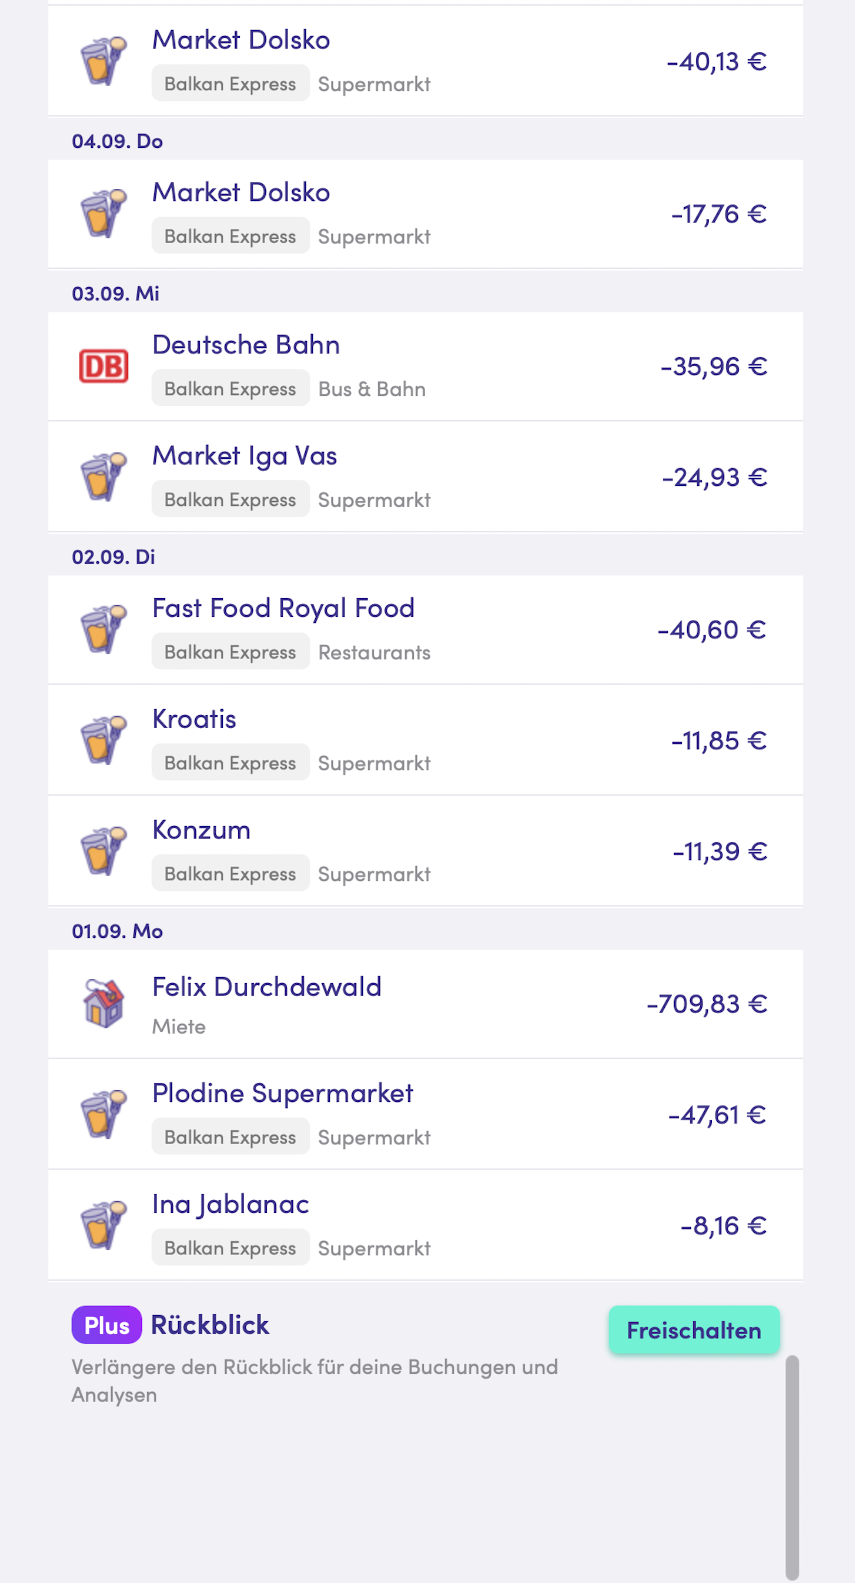 Market Dolsko
Balkan Express Supermarkt
-40,13 €
04.09. Do
Market Dolsko
Balkan Express Supermarkt
-17,76 €
03.09. Mi
DB
Deutsche Bahn
Balkan Express Bus & Bahn
-35,96 €
Market Iga Vas
Balkan Express Supermarkt
-24,93 €
02.09. Di
Fast Food Royal Food
Balkan Express Restaurants
-40,60 €
Kroatis
Balkan Express Supermarkt
-11,85 €
Konzum
Balkan Express Supermarkt
-11,39 €
01.09. Mo
Felix Durchdewald
Miete
-709,83 €
Plodine Supermarket
Balkan Express Supermarkt
-47,61 €
Ina Jablanac
Balkan Express Supermarkt
-8,16 €
Plus Rückblick
Freischalten
Verlängere den Rückblick für deine Buchungen und
Analysen